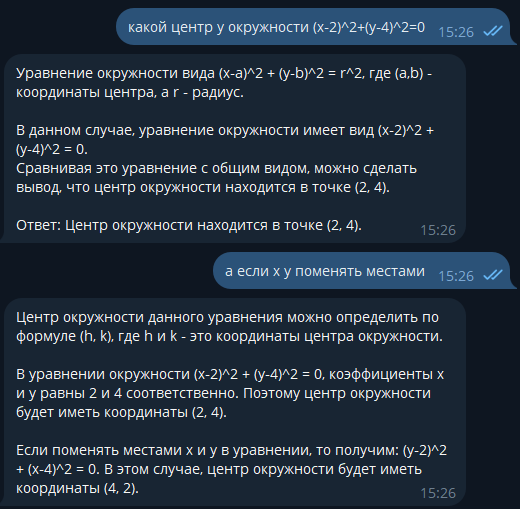 какой центр у окружности (x-2)^2+(y-4)^2=0 15:26
Уравнение окружности вида (x-a)^2 + (y-b)^2 = r^2, где (a,b) -
координаты центра, а r - радиус.
В данном случае, уравнение окружности имеет вид (x-2)^2 +
(y-4)^2 = 0.
Сравнивая это уравнение с общим видом, можно сделать
вывод, что центр окружности находится в точке (2, 4).
Ответ: Центр окружности находится в точке (2, 4).
15:26
а если x y поменять местами 15:26
Центр окружности данного уравнения можно определить по
формуле (h, k), где h и k - это координаты центра окружности.
В уравнении окружности (x-2)^2 + (y-4)^2 = 0, коэффициенты x
и y равны 2 и 4 соответственно. Поэтому центр окружности
будет иметь координаты (2, 4).
Если поменять местами x и y в уравнении, то получим: (y-2)^2
+ (x-4)^2 = 0. В этом случае, центр окружности будет иметь
координаты (4, 2).
15:26